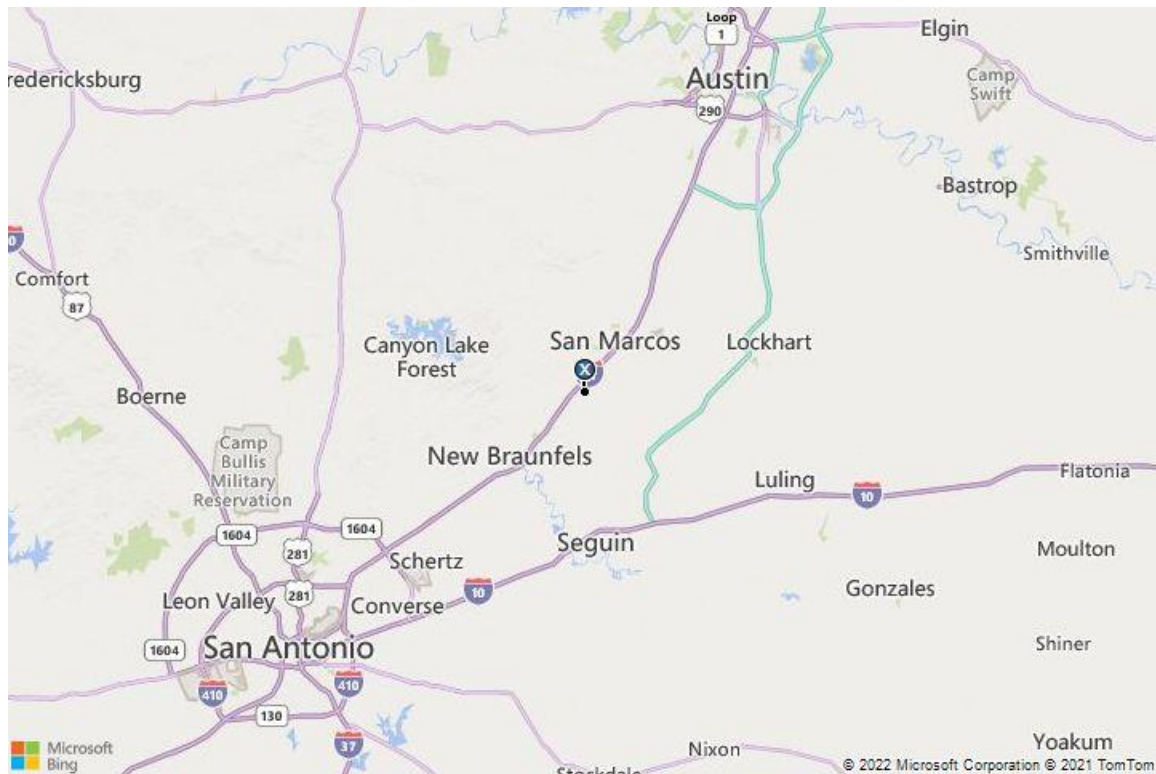 Loop
1
Elgin
redericksburg
Austin
Camp
Swift
290
Bastrop
Smithville
0
Comfort
87
San Marcos
Lockhart
Canyon Lake
Forest
X
Boerne
Camp
Bullis
Military
Reservation
New Braunfels
Luling
Flatonia
10
1604
1604
281
Schertz
Seguin
Moulton
10
Gonzales
Leon Valley
281
Converse
1604
San Antonio
Shiner
410
410
130
37
Microsoft
Bing
Nixon
Yoakum
Stockdale
© 2022 Microsoft Corporation © 2021 TomTom